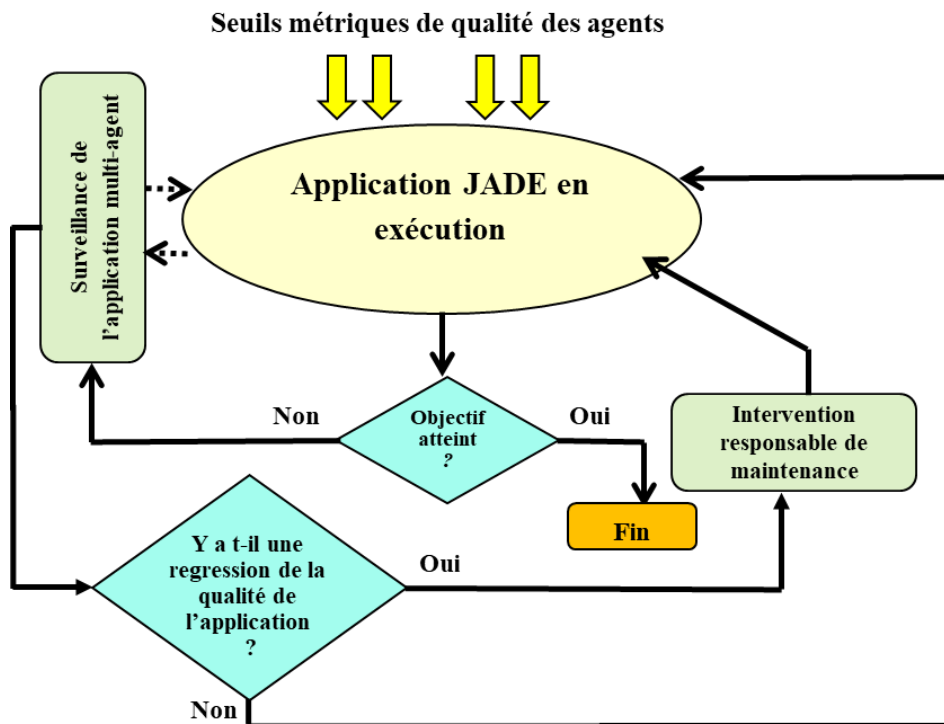 Seuils métriques de qualité des agents
Surveillance de
l'application multi-agent
Application JADE en
exécution
Non
Objectif
atteint
?
Oui
Intervention
responsable de
maintenance
Fin
Y a t-il une
regression de la
qualité de
l'application
?
Oui
Non